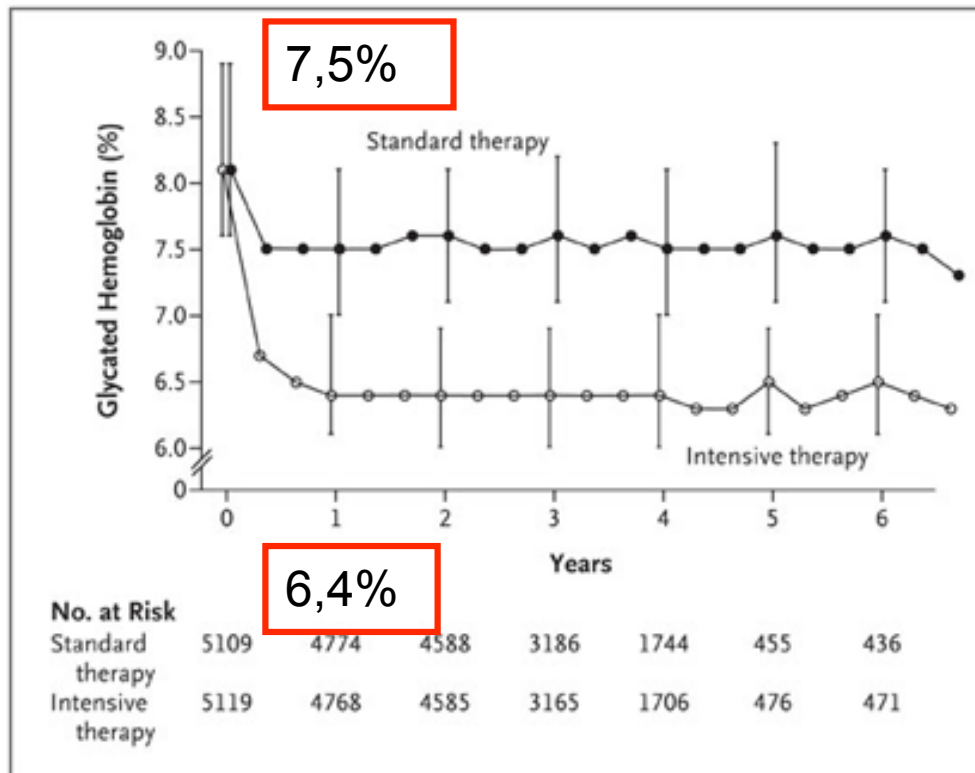 7,5%
9.0
8.5
8.0
7.5
7.0
6.5
6.0
0
Glycated Hemoglobin (%)
Standard therapy
Intensive therapy
0 1 2 3 4 5 6
Years
6,4%
No. at Risk
Standard therapy 5109 4774 4588 3186 1744 455 436
Intensive therapy 5119 4768 4585 3165 1706 476 471